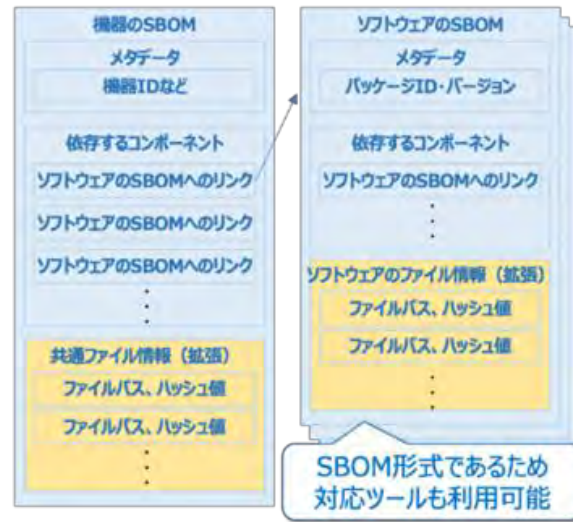 機器のSBOM
メタデータ
機器IDなど
依存するコンポーネント
ソフトウェアのSBOMへのリンク
ソフトウェアのSBOMへのリンク
ソフトウェアのSBOMへのリンク
⋮
共通ファイル情報（拡張）
ファイルパス、ハッシュ値
ファイルパス、ハッシュ値
⋮
ソフトウェアのSBOM
メタデータ
パッケージID・バージョン
依存するコンポーネント
ソフトウェアのSBOMへのリンク
⋮
ソフトウェアのファイル情報（拡張）
ファイルパス、ハッシュ値
ファイルパス、ハッシュ値
⋮
SBOM形式であるため
対応ツールも利用可能